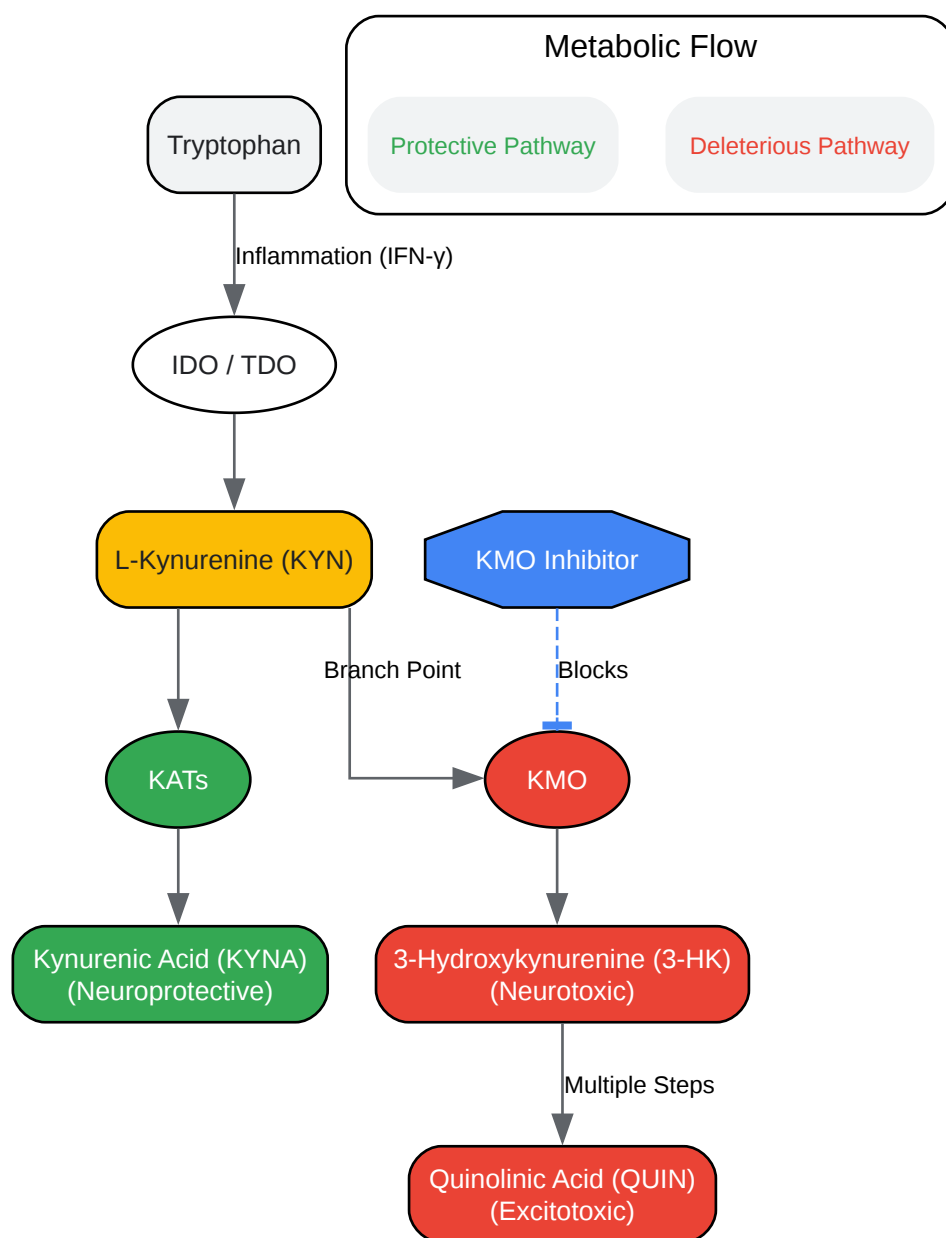 Metabolic Flow
Protective Pathway
Deleterious Pathway
Tryptophan
Inflammation (IFN-γ)
IDO / TDO
L-Kynurenine (KYN)
KMO Inhibitor
Branch Point
Blocks
KATs
KMO
Kynurenic Acid (KYNA)
(Neuroprotective)
3-Hydroxykynurenine (3-HK)
(Neurotoxic)
Multiple Steps
Quinolinic Acid (QUIN)
(Excitotoxic)